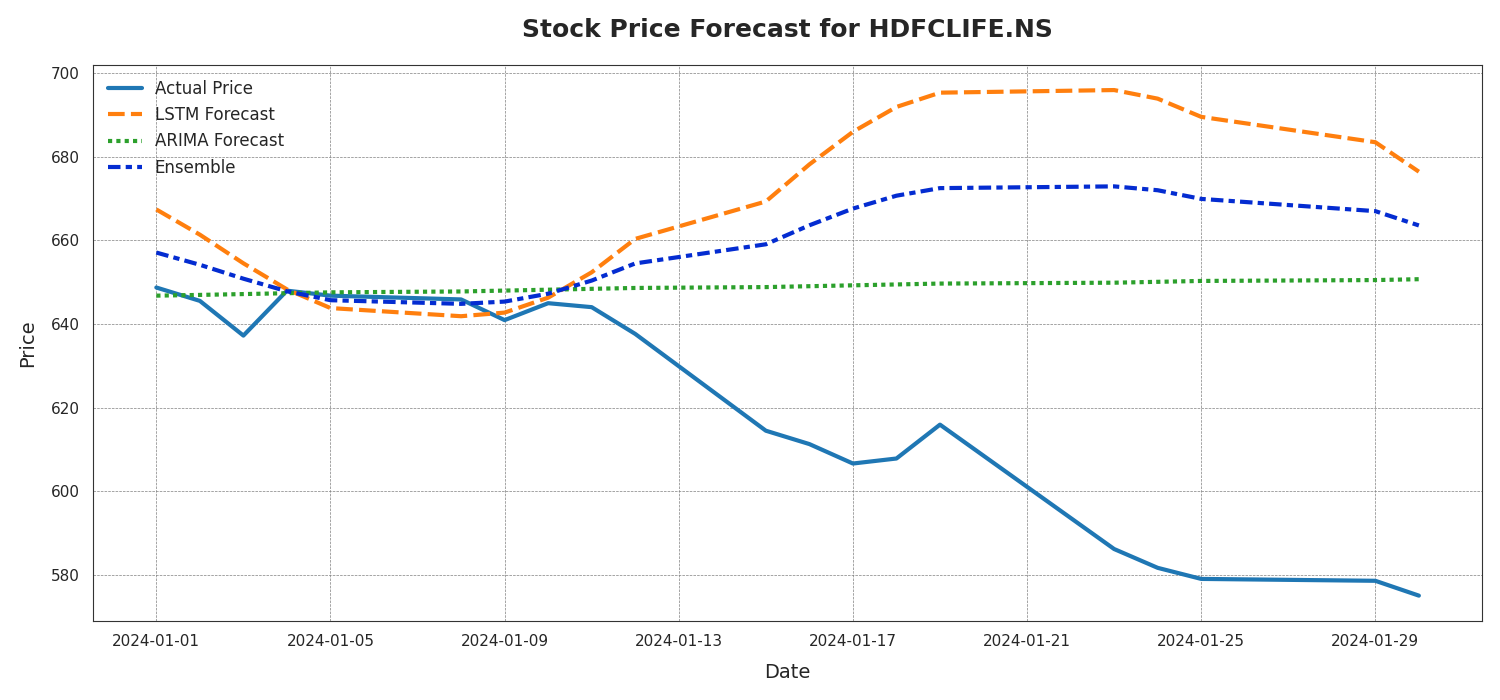 Stock Price Forecast for HDFCLIFE.NS
Actual Price
LSTM Forecast
ARIMA Forecast
Ensemble
700
680
660
640
620
600
580
Price
2024-01-01 2024-01-05 2024-01-09 2024-01-13 2024-01-17 2024-01-21 2024-01-25 2024-01-29
Date